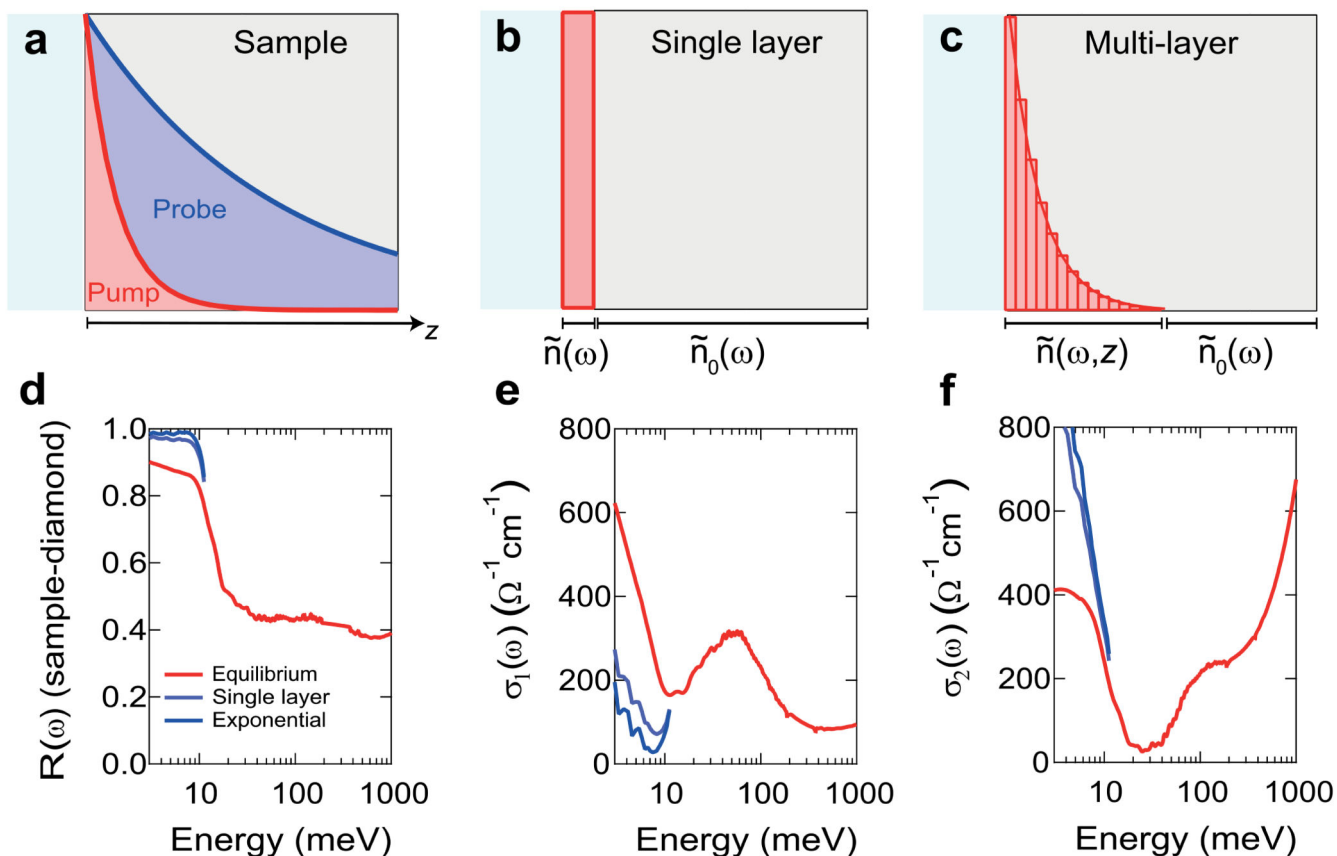 a
Sample
Probe
Pump
z
b
Single layer
ñ(ω)
ñ₀(ω)
c
Multi-layer
ñ(ω,z)
ñ₀(ω)
d
R(ω) (sample-diamond)
1.0
0.8
0.6
0.4
0.2
0.0
Equilibrium
Single layer
Exponential
10
100
1000
Energy (meV)
e
σ₁(ω) (Ω⁻¹cm⁻¹)
800
600
400
200
0
10
100
1000
Energy (meV)
f
σ₂(ω) (Ω⁻¹cm⁻¹)
800
600
400
200
0
10
100
1000
Energy (meV)